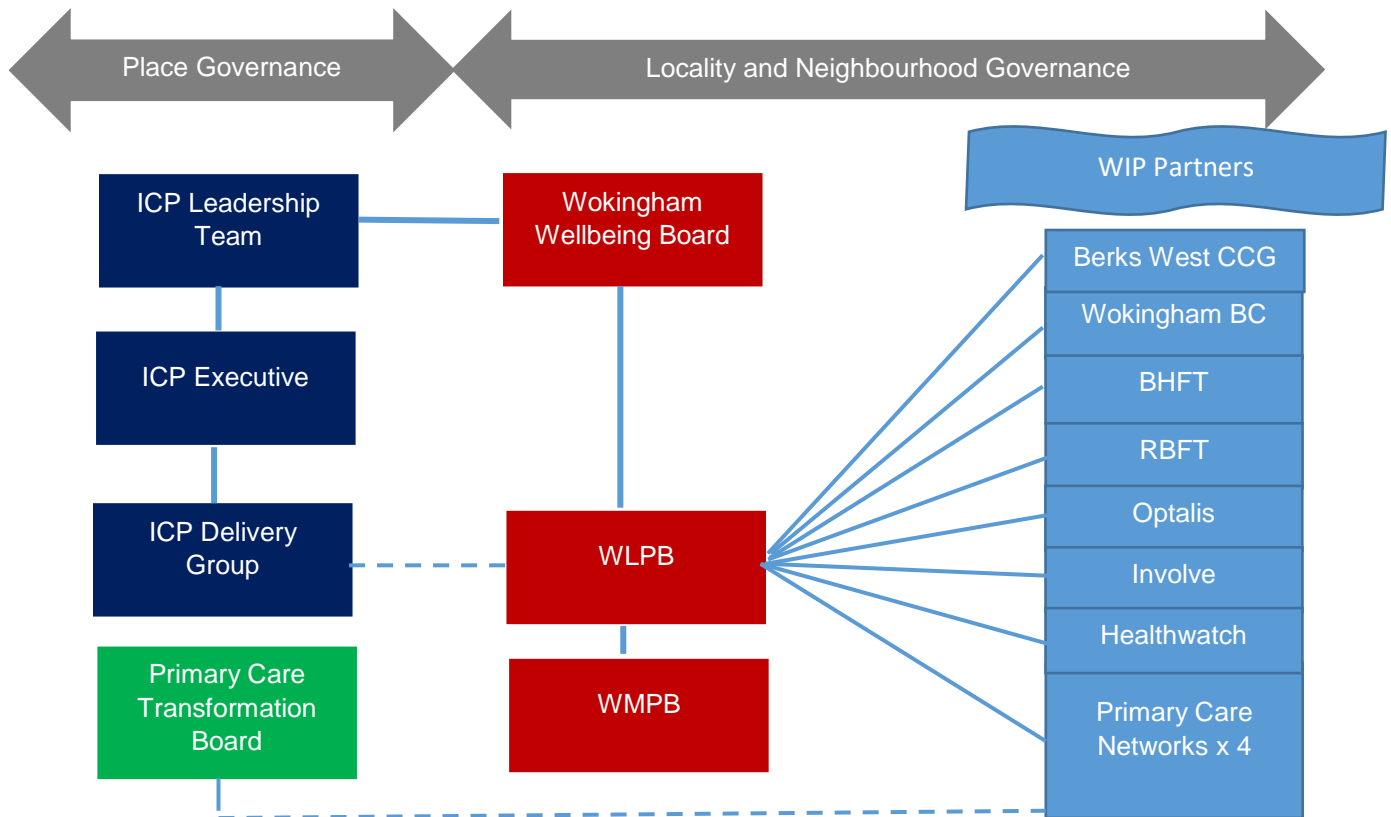 Place Governance
Locality and Neighbourhood Governance
WIP Partners
ICP Leadership
Team
Wokingham
Wellbeing Board
ICP Executive
ICP Delivery
Group
WLPB
Primary Care
Transformation
Board
WMPB
Berks West CCG
Wokingham BC
BHFT
RBFT
Optalis
Involve
Healthwatch
Primary Care
Networks x 4